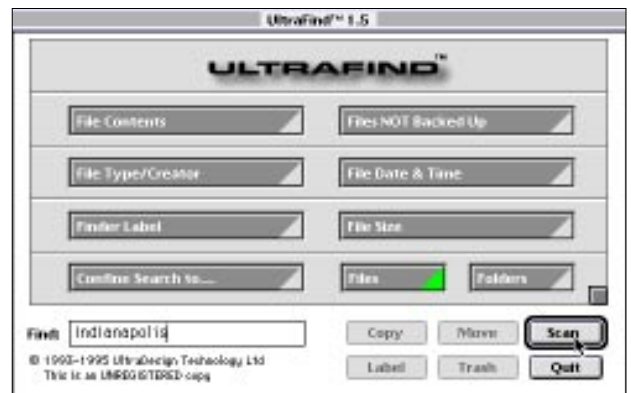 UltraFind™ 1.5
ULTRAFIND™
File Contents
Files NOT Backed Up
File Type/Creator
File Date & Time
Finder Label
File Size
Confine Search to....
Files
Folders
Find: Indianapolis
Copy
Move
Scan
© 1993-1995 UltraDesign Technology Ltd
This is an UNREGISTERED copy
Label
Trash
Quit